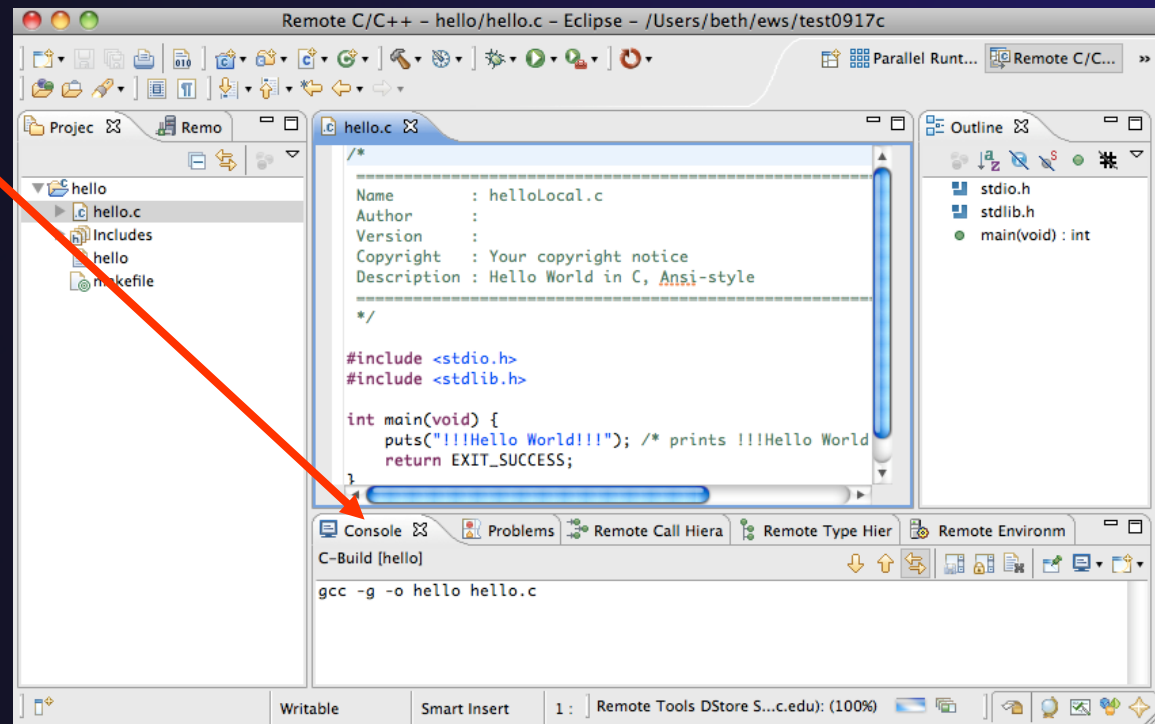 Remote C/C++ – hello/hello.c – Eclipse – /Users/beth/ews/test0917c
010
Parallel Runt... Remote C/C... »
Projec Remo
hello
hello.c
Includes
hello
makefile
hello.c
/*
============================================================================
Name        : helloLocal.c
Author      :
Version     :
Copyright   : Your copyright notice
Description : Hello World in C, Ansi-style
============================================================================
*/
#include <stdio.h>
#include <stdlib.h>
int main(void) {
puts("!!!Hello World!!!"); /* prints !!!Hello World
return EXIT_SUCCESS;
}
Outline
stdio.h
stdlib.h
main(void) : int
Console Problems Remote Call Hiera Remote Type Hier Remote Environm
C-Build [hello]
gcc -g -o hello hello.c
Writable Smart Insert 1 : Remote Tools DStore S...c.edu): (100%)